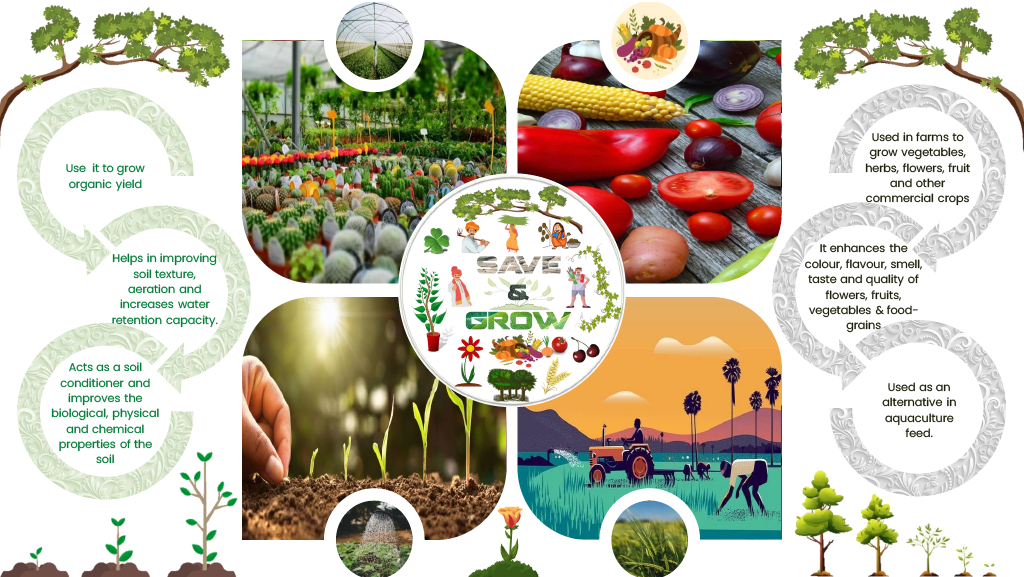 Use it to grow
organic yield
Helps in improving
soil texture,
aeration and
increases water
retention capacity.
Acts as a soil
conditioner and
improves the
biological, physical
and chemical
properties of the
soil
SAVE
&
GROW
Used in farms to
grow vegetables,
herbs, flowers, fruit
and other
commercial crops
It enhances the
colour, flavour, smell,
taste and quality of
flowers, fruits,
vegetables & food-
grains
Used as an
alternative in
aquaculture
feed.